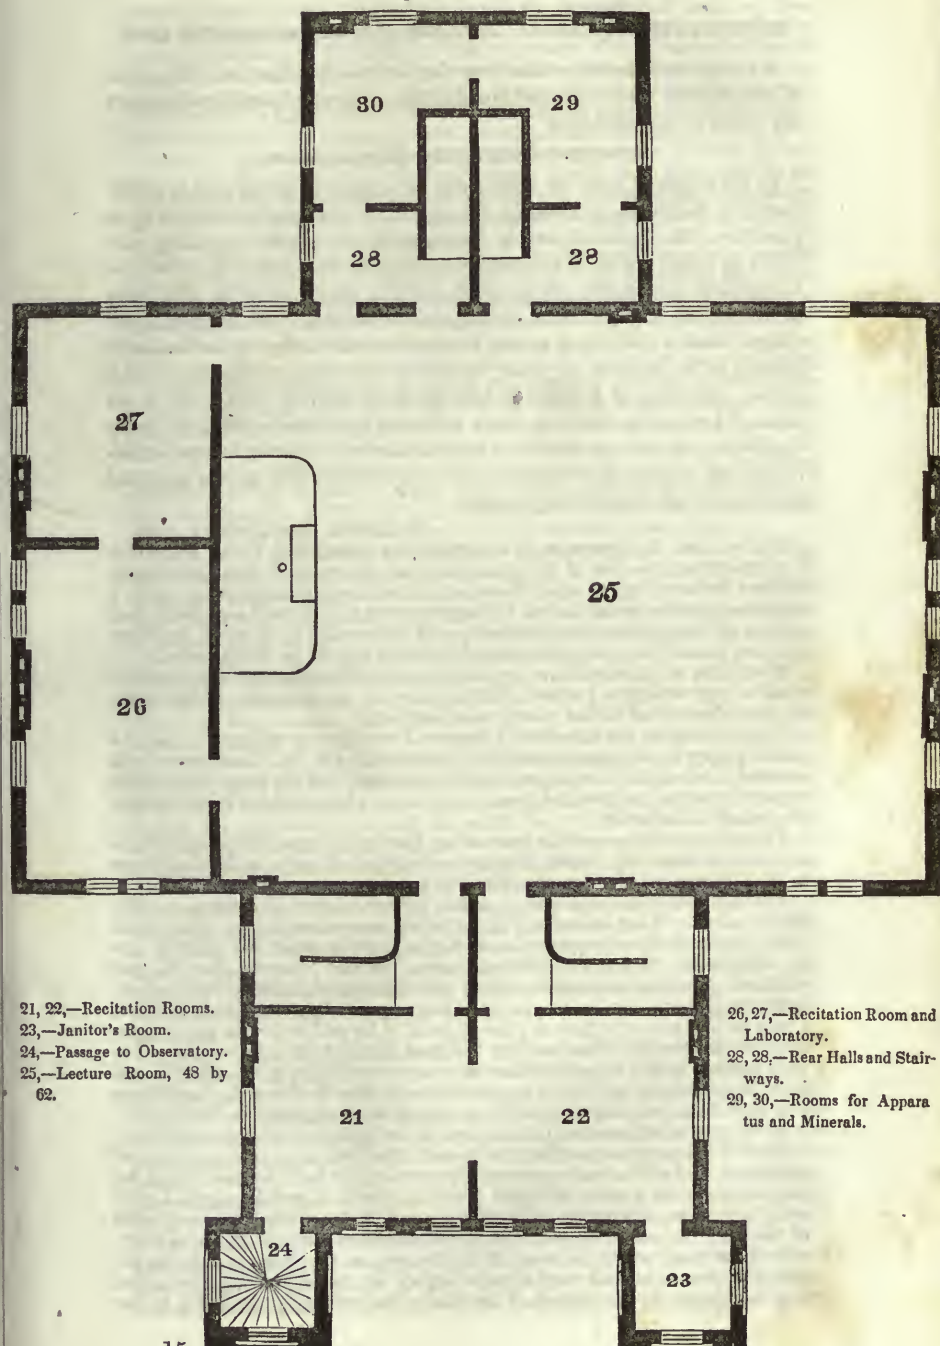 30
29
28
28
27
25
26
21, 22,—Recitation Rooms.
23,—Janitor's Room.
24,—Passage to Observatory.
25,—Lecture Room, 48 by
62.
26, 27,—Recitation Room and
Laboratory.
28, 28,—Rear Halls and Stair-
ways.
29, 30,—Rooms for Appara
tus and Minerals.
21
22
24
23